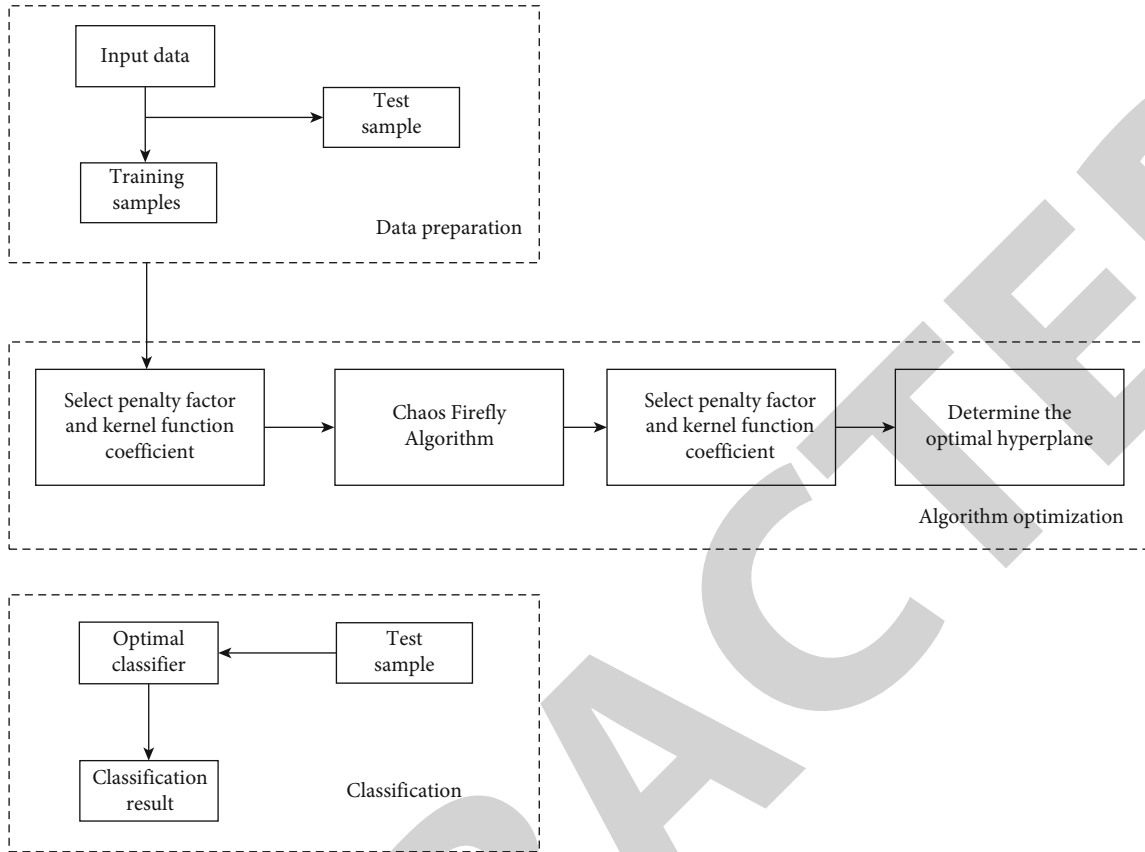 Input data
Test
sample
Training
samples
Data preparation
Select penalty factor
and kernel function
coefficient
Chaos Firefly
Algorithm
Select penalty factor
and kernel function
coefficient
Determine the
optimal hyperplane
Algorithm optimization
Optimal
classifier
Test
sample
Classification
result
Classification